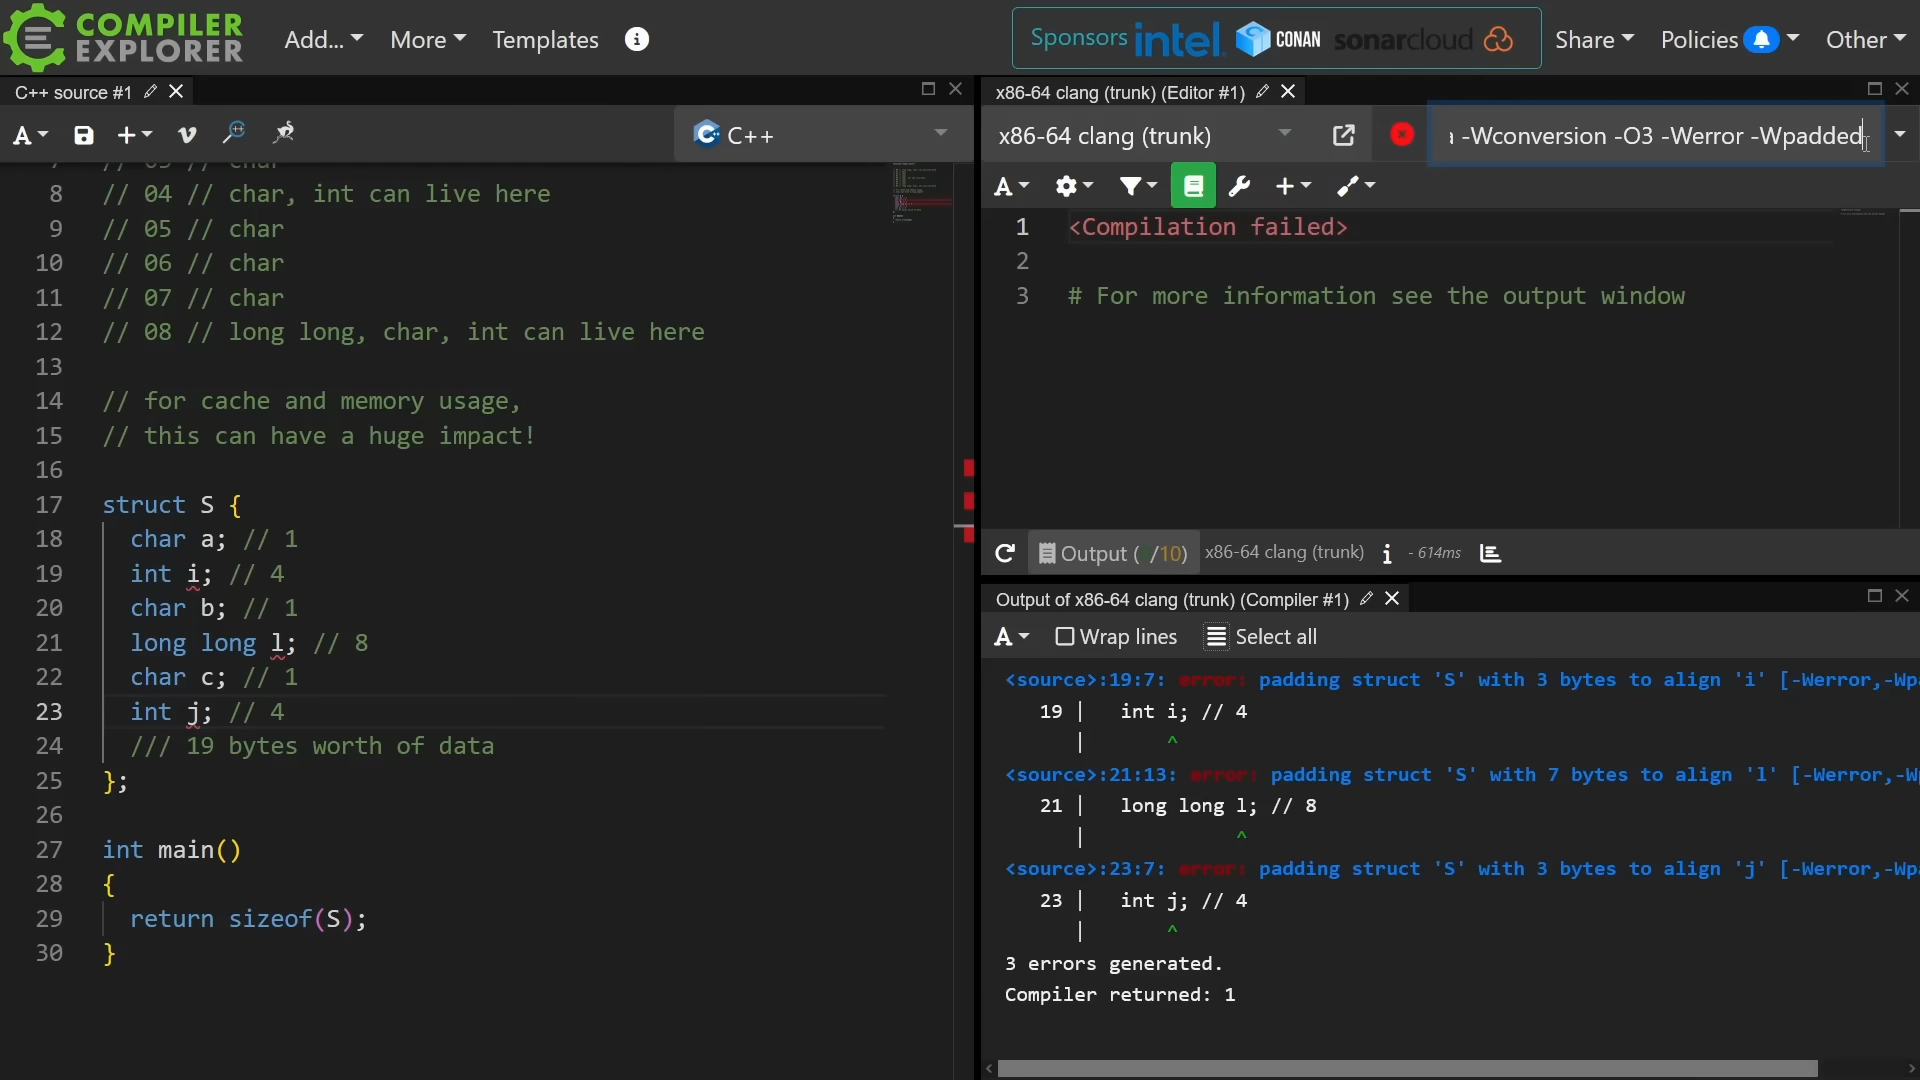 COMPILER
EXPLORER
Add...
More
Templates
Sponsors intel. CONAN sonarcloud
Share
Policies
Other
C++ source #1
x86-64 clang (trunk) (Editor #1)
C++
x86-64 clang (trunk)
-Wconversion -O3 -Werror -Wpadded
8 // 04 // char, int can live here
9 // 05 // char
10 // 06 // char
11 // 07 // char
12 // 08 // long long, char, int can live here
13
14 // for cache and memory usage,
15 // this can have a huge impact!
16
17 struct S {
18 char a; // 1
19 int i; // 4
20 char b; // 1
21 long long l; // 8
22 char c; // 1
23 int j; // 4
24 /// 19 bytes worth of data
25 };
26
27 int main()
28 {
29 return sizeof(S);
30 }
1 <Compilation failed>
2
3 # For more information see the output window
Output ( /10) x86-64 clang (trunk) - 614ms
Output of x86-64 clang (trunk) (Compiler #1)
Wrap lines
Select all
<source>:19:7: error: padding struct 'S' with 3 bytes to align 'i' [-Werror,-Wp
19 | int i; // 4
| ^
<source>:21:13: error: padding struct 'S' with 7 bytes to align 'l' [-Werror,-W
21 | long long l; // 8
| ^
<source>:23:7: error: padding struct 'S' with 3 bytes to align 'j' [-Werror,-Wp
23 | int j; // 4
| ^
3 errors generated.
Compiler returned: 1